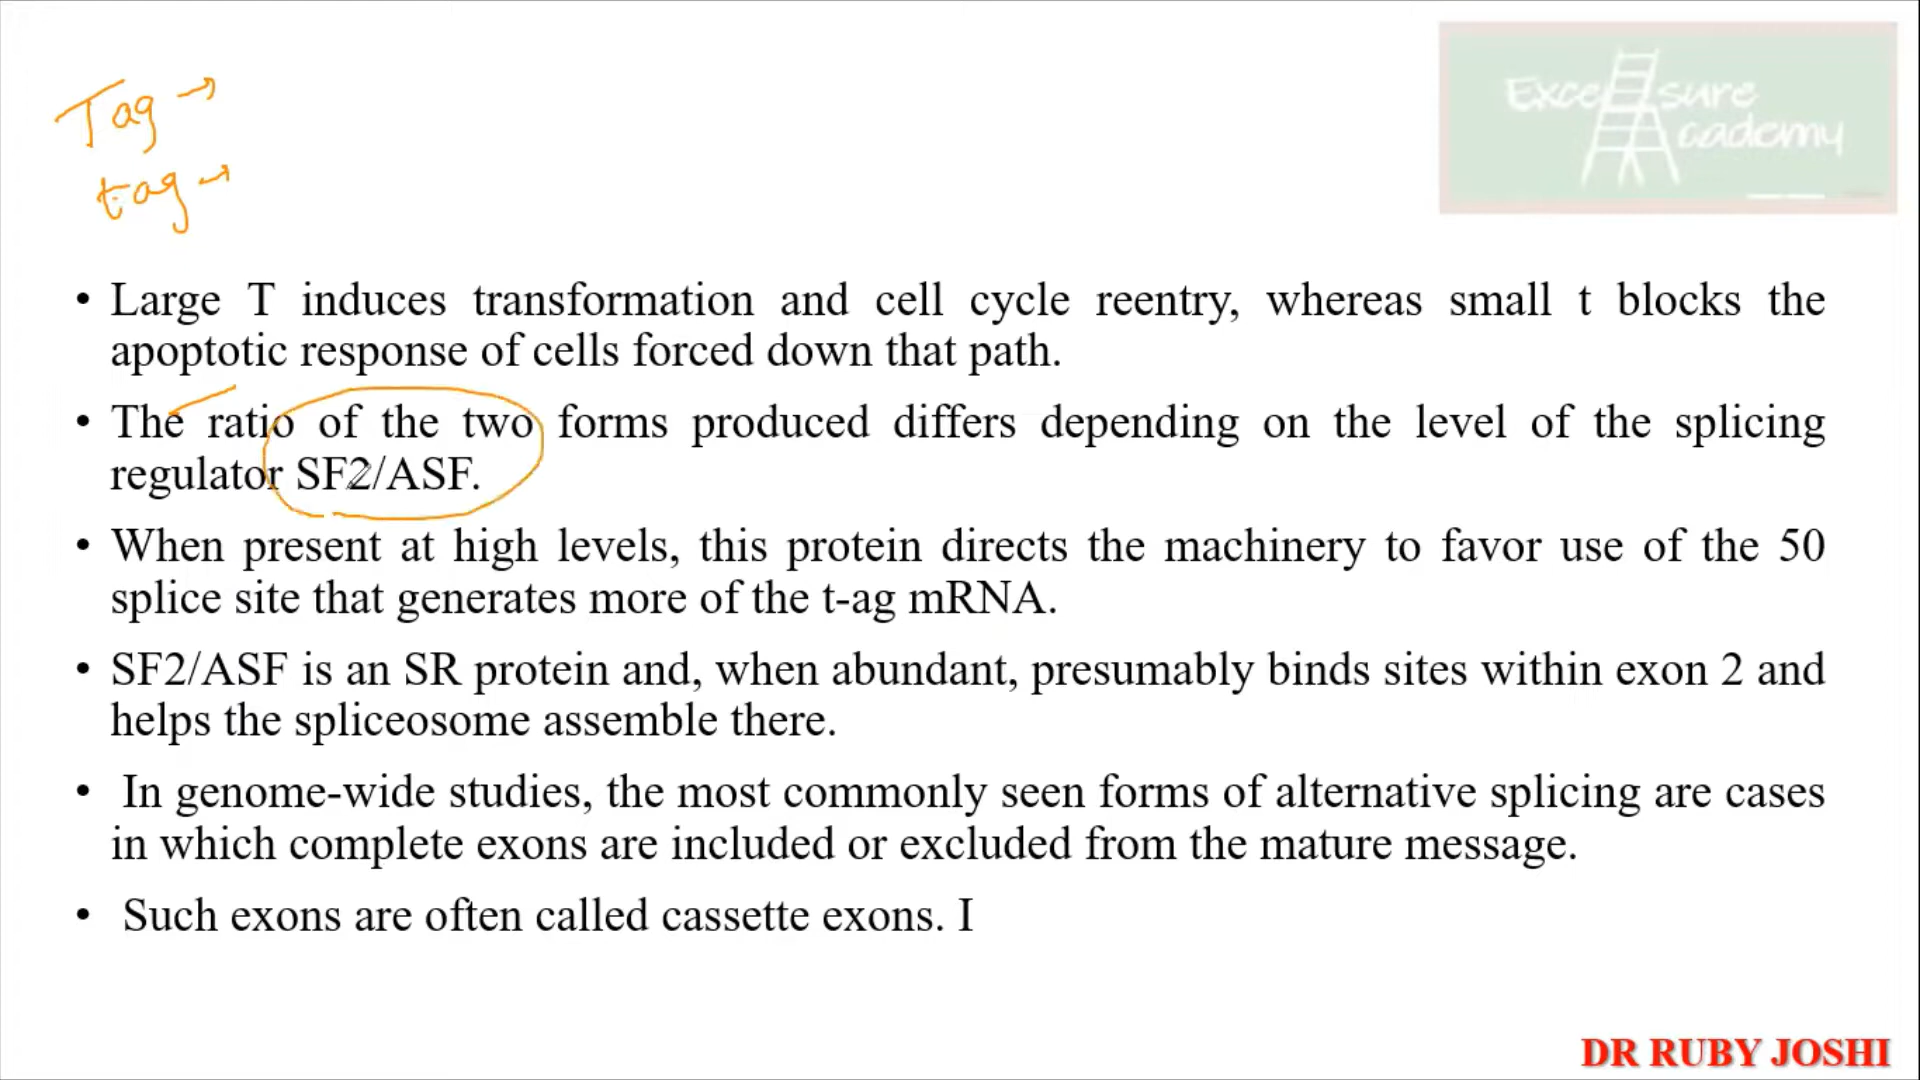 Excelsure
Academy
Tag →
tag →
• Large T induces transformation and cell cycle reentry, whereas small t blocks the
apoptotic response of cells forced down that path.
• The ratio of the two forms produced differs depending on the level of the splicing
regulator SF2/ASF.
• When present at high levels, this protein directs the machinery to favor use of the 50
splice site that generates more of the t-ag mRNA.
• SF2/ASF is an SR protein and, when abundant, presumably binds sites within exon 2 and
helps the spliceosome assemble there.
• In genome-wide studies, the most commonly seen forms of alternative splicing are cases
in which complete exons are included or excluded from the mature message.
• Such exons are often called cassette exons. I
DR RUBY JOSHI